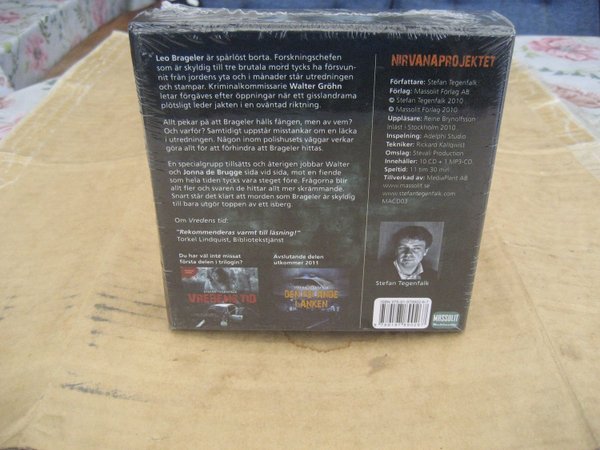 Leo Brageler är spårlöst borta. Forskningschefen
som är skyldig till tre brutala mord tycks ha försvun-
nit från jordens yta och i månader står utredningen
och stampar. Kriminalkommissarie Walter Gröhn
letar förgäves efter öppningar när ett gisslandrama
plötsligt leder jakten i en oväntad riktning.
Allt pekar på att Brageler hålls fången, men av vem?
Och varför? Samtidigt uppstår misstankar om en läcka
i utredningen. Någon inom polishusets väggar verkar
göra allt för att förhindra att Brageler hittas.
En specialgrupp tillsätts och återigen jobbar Walter
och Jonna de Brugge sida vid sida, mot en fiende
som hela tiden tycks vara steget före. Frågorna blir
allt fler och svaren de hittar allt mer skrämmande.
Snart står det klart att morden som Brageler är skyldig
till bara utgör toppen av ett isberg.
Om Vredens tid:
"Rekommenderas varmt till läsning!"
Torkel Lindquist, Bibliotekstjänst
Du har väl inte missat
första delen i trilogin?
VREDENS TID
Avslutande delen
utkommer 2011
DEN FELANDE
LÄNKEN
NIRVANAPROJEKTET
Författare: Stefan Tegenfalk
Förlag: Massolit Förlag AB
© Stefan Tegenfalk 2010
© Massolit Förlag 2010
Uppläsare: Reine Brynolfsson
Inläst i Stockholm 2010
Inspelning: Adelphi Studio
Tekniker: Rickard Källqvist
Omslag: Stevali Production
Innehåller: 10 CD + 1 MP3-CD
Speltid: 11 tim 30 min
Tillverkad av: MediaPlant AB
www.massolit.se
www.stefantegenfalk.com
MACD03
Stefan Tegenfalk
MASSOLIT